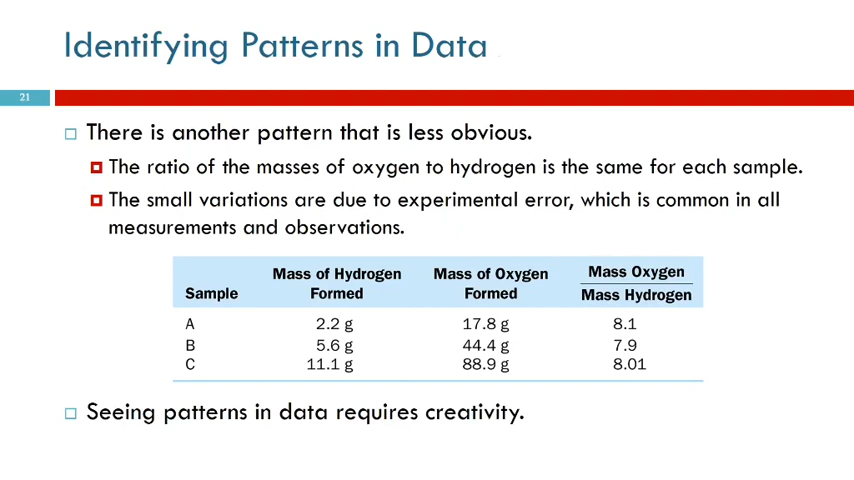 Identifying Patterns in Data
21
There is another pattern that is less obvious.
The ratio of the masses of oxygen to hydrogen is the same for each sample.
The small variations are due to experimental error, which is common in all
measurements and observations.
Sample Mass of Hydrogen Formed Mass of Oxygen Formed Mass Oxygen Mass Hydrogen
A 2.2 g 17.8 g 8.1
B 5.6 g 44.4 g 7.9
C 11.1 g 88.9 g 8.01
Seeing patterns in data requires creativity.